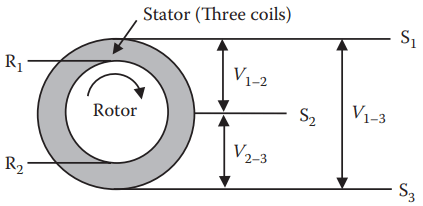 Stator (Three coils)
S1
R1
V1–2
Rotor
S2
V1–3
R2
V2–3
S3